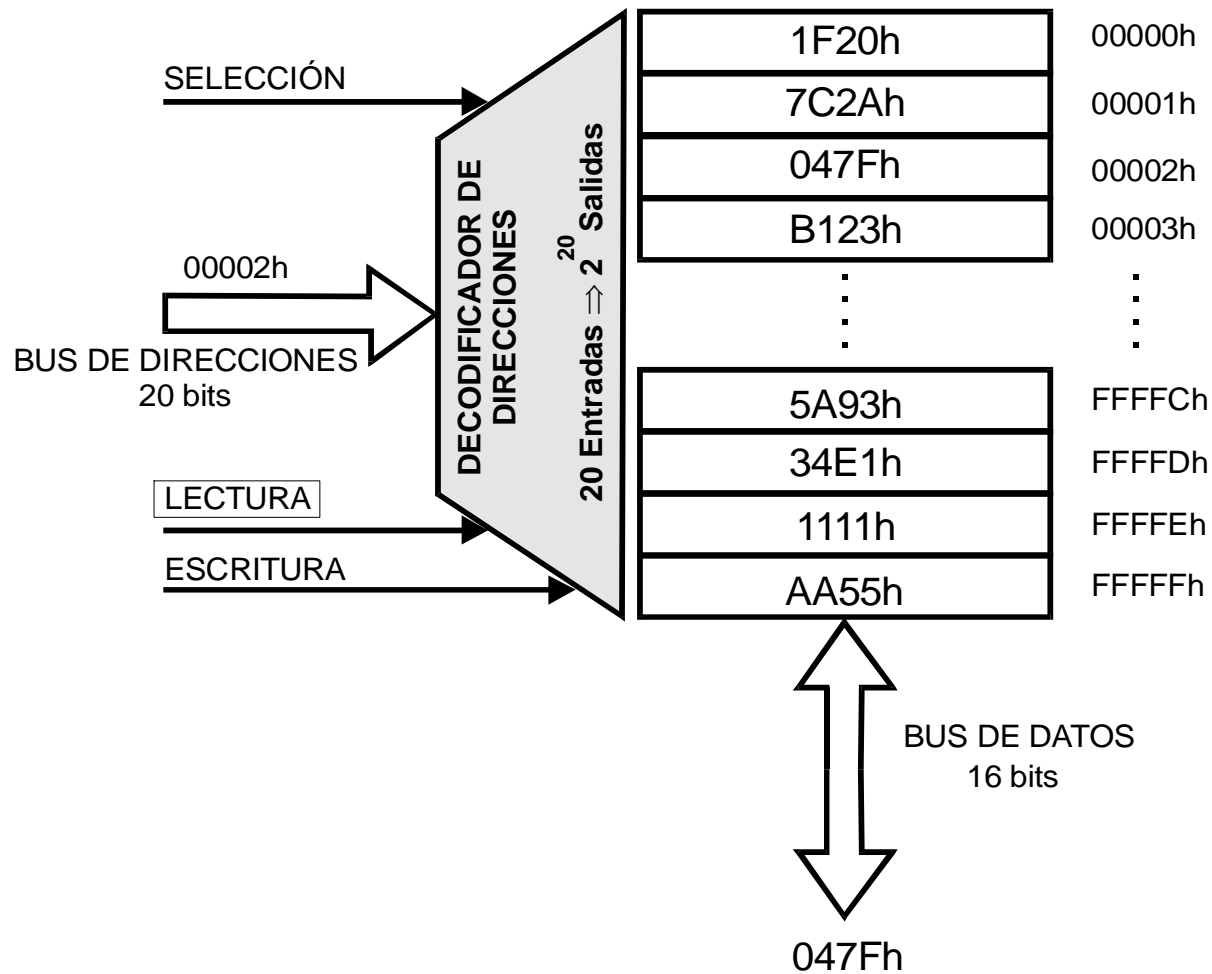 SELECCIÓN
00002h
BUS DE DIRECCIONES
20 bits
LECTURA
ESCRITURA
DECODIFICADOR DE
DIRECCIONES
20 Entradas ⇒ 2^20 Salidas
1F20h 00000h
7C2Ah 00001h
047Fh 00002h
B123h 00003h
5A93h FFFFCh
34E1h FFFFDh
1111h FFFFEh
AA55h FFFFFh
BUS DE DATOS
16 bits
047Fh